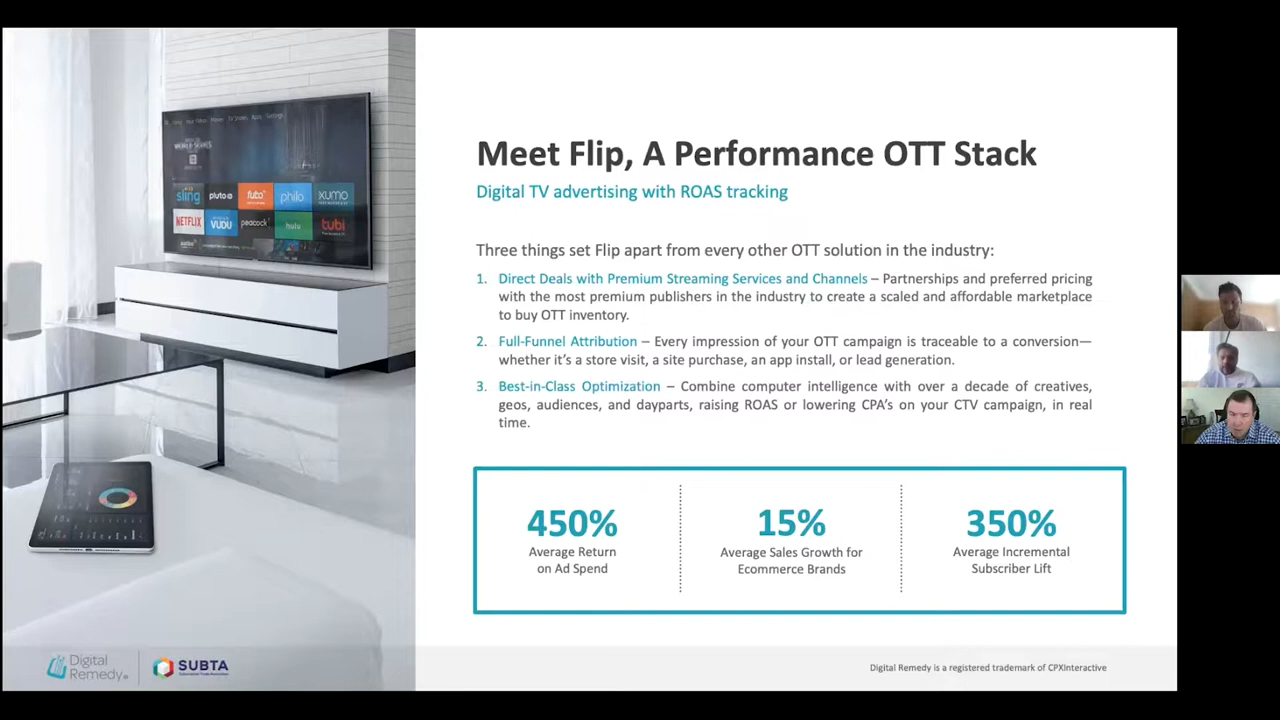 Meet Flip, A Performance OTT Stack
Digital TV advertising with ROAS tracking
Three things set Flip apart from every other OTT solution in the industry:
1. Direct Deals with Premium Streaming Services and Channels – Partnerships and preferred pricing
with the most premium publishers in the industry to create a scaled and affordable marketplace
to buy OTT inventory.
2. Full-Funnel Attribution – Every impression of your OTT campaign is traceable to a conversion—
whether it's a store visit, a site purchase, an app install, or lead generation.
3. Best-in-Class Optimization – Combine computer intelligence with over a decade of creatives,
geos, audiences, and dayparts, raising ROAS or lowering CPA's on your CTV campaign, in real
time.
450%
Average Return
on Ad Spend
15%
Average Sales Growth for
Ecommerce Brands
350%
Average Incremental
Subscriber Lift
sling pluto tv fubo philo XUMO
NETFLIX VUDU peacock hulu tubi
Digital
Remedy
SUBTA
Digital Remedy is a registered trademark of CPXInteractive